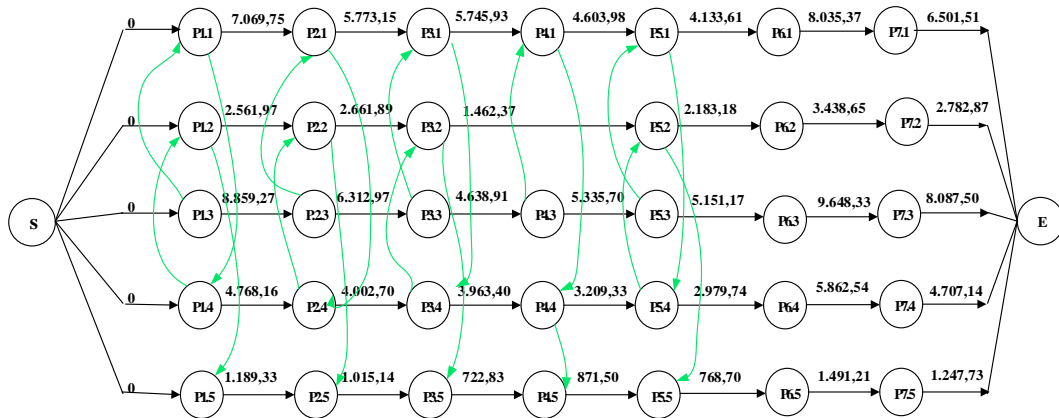 0 P1.1 7.069,75 P2.1 5.773,15 P3.1 5.745,93 P4.1 4.603,98 P5.1 4.133,61 P6.1 8.035,37 P7.1 6.501,51
0 P1.2 2.561,97 P2.2 2.661,89 P3.2 1.462,37 P5.2 2.183,18 P6.2 3.438,65 P7.2 2.782,87
0 P1.3 8.859,27 P2.3 6.312,97 P3.3 4.638,91 P4.3 5.335,70 P5.3 5.151,17 P6.3 9.648,33 P7.3 8.087,50
S E
0 P1.4 4.768,16 P2.4 4.002,70 P3.4 3.963,40 P4.4 3.209,33 P5.4 2.979,74 P6.4 5.862,54 P7.4 4.707,14
0 P1.5 1.189,33 P2.5 1.015,14 P3.5 722,83 P4.5 871,50 P5.5 768,70 P6.5 1.491,21 P7.5 1.247,73